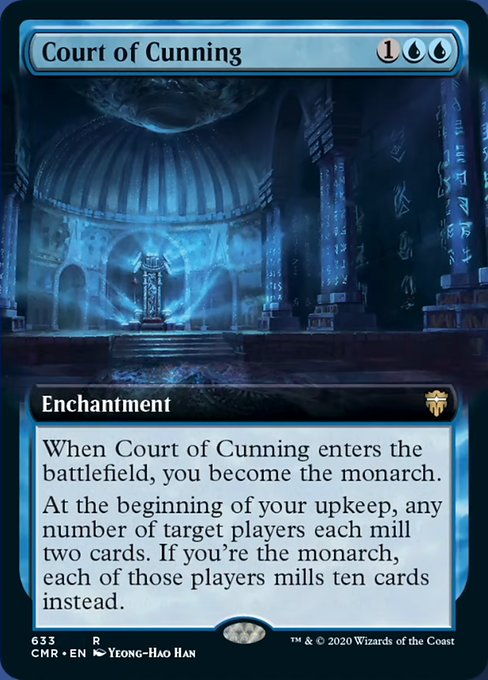 Court of Cunning 1
Enchantment
When Court of Cunning enters the
battlefield, you become the monarch.
At the beginning of your upkeep, any
number of target players each mill
two cards. If you're the monarch,
each of those players mills ten cards
instead.
633 R
CMR • EN Yeong-Hao Han
™ & © 2020 Wizards of the Coast